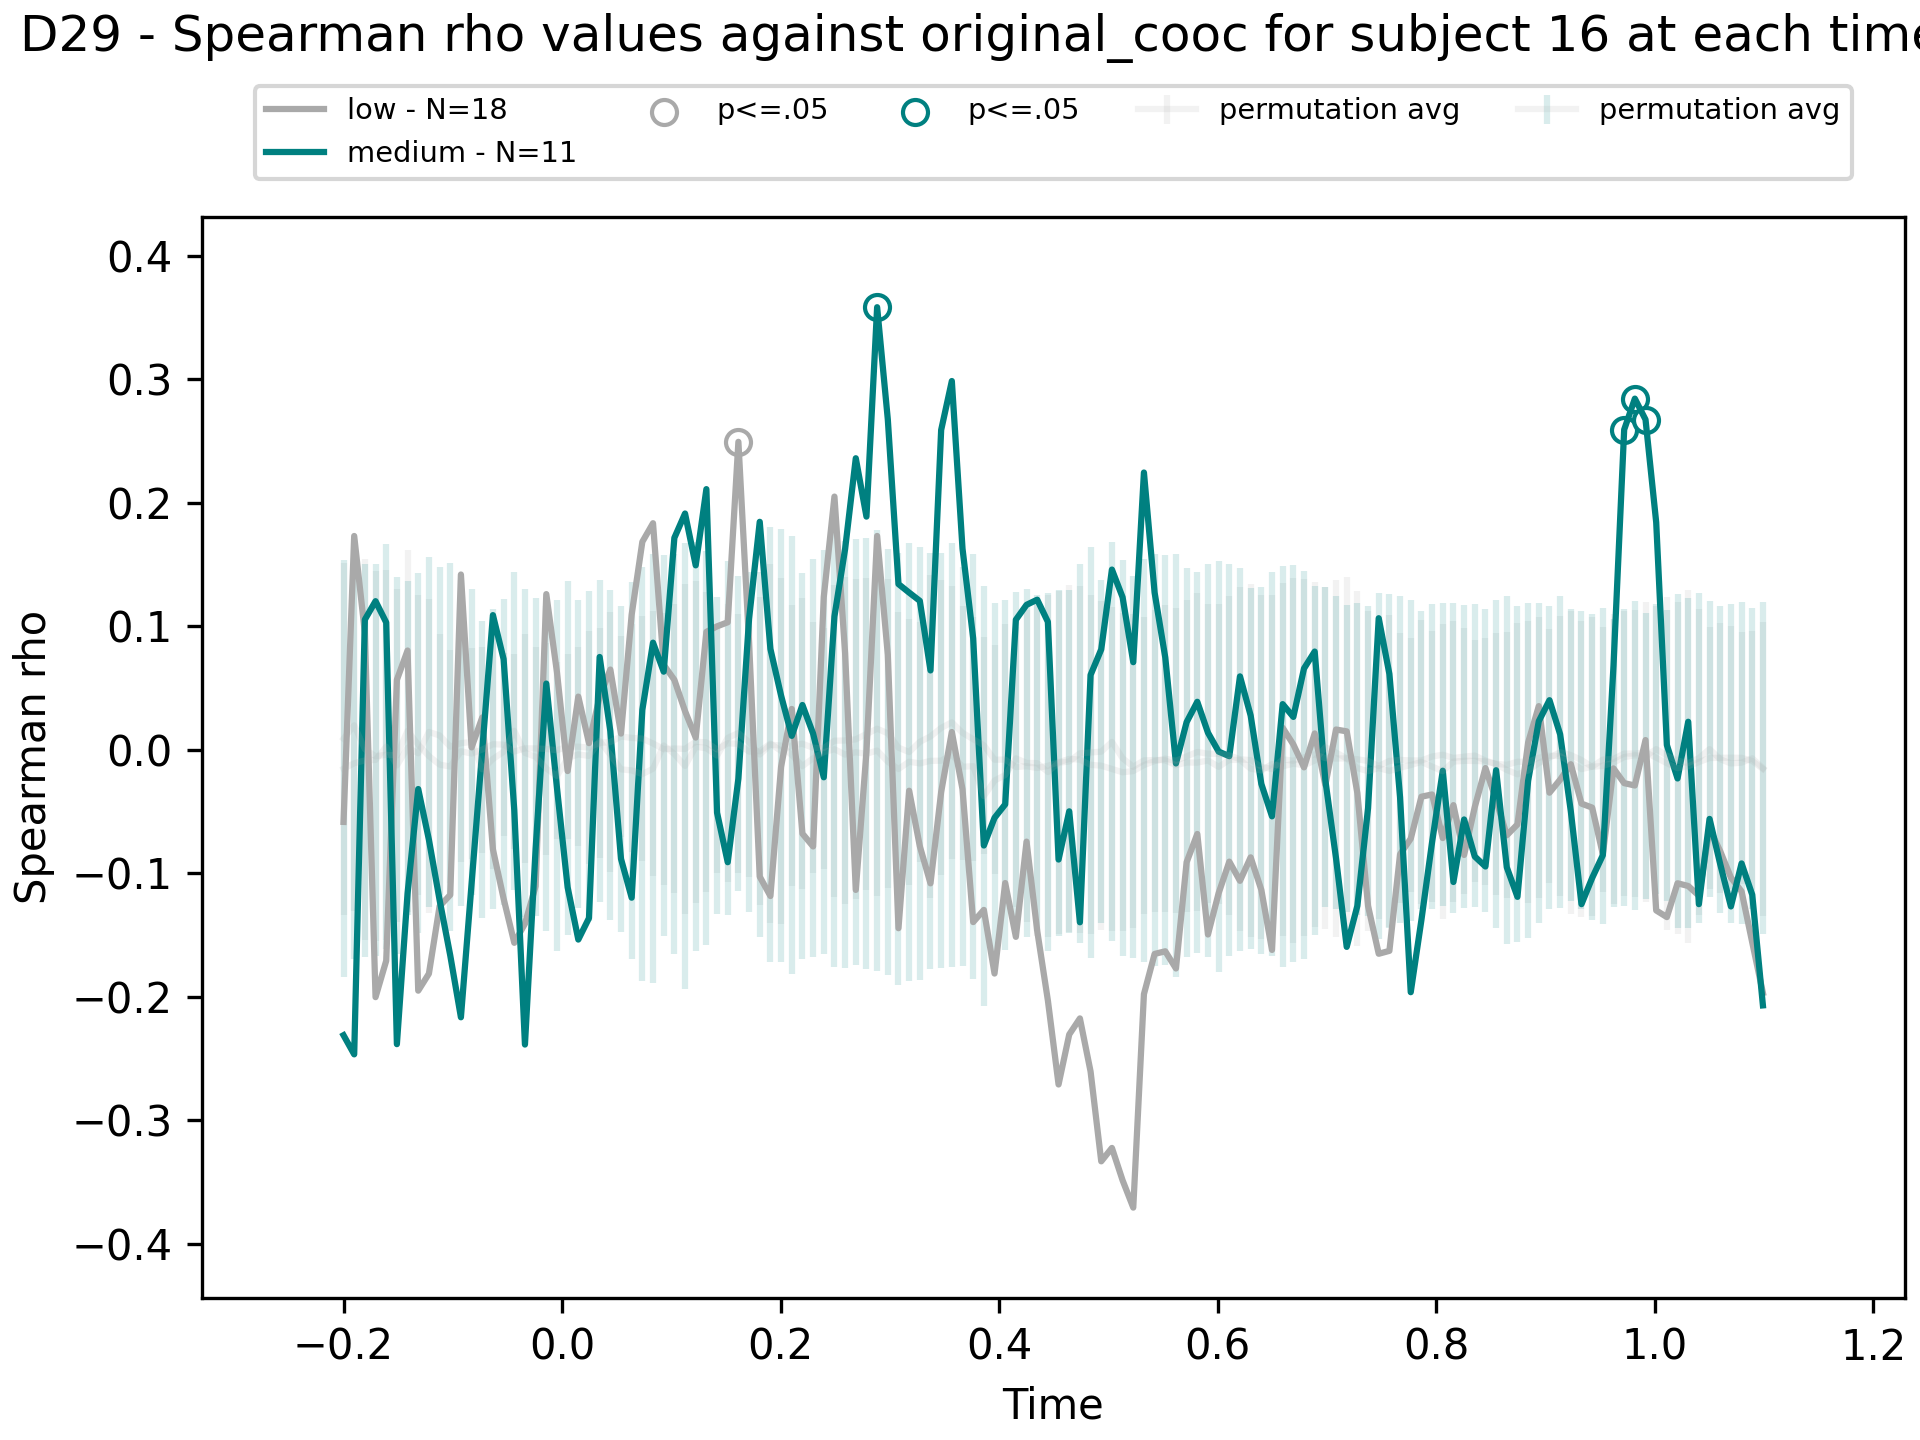 D29 - Spearman rho values against original_cooc for subject 16 at each time
low - N=18
medium - N=11
p<=.05
p<=.05
permutation avg
permutation avg
Spearman rho
0.4
0.3
0.2
0.1
0.0
−0.1
−0.2
−0.3
−0.4
−0.2
0.0
0.2
0.4
0.6
0.8
1.0
1.2
Time